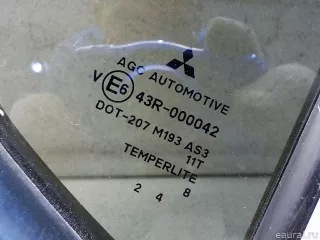 AGC AUTOMOTIVE
V E6 43R-000042
DOT-207 M193 AS3
11T
TEMPERLITE
2 4 8
eaura.ru